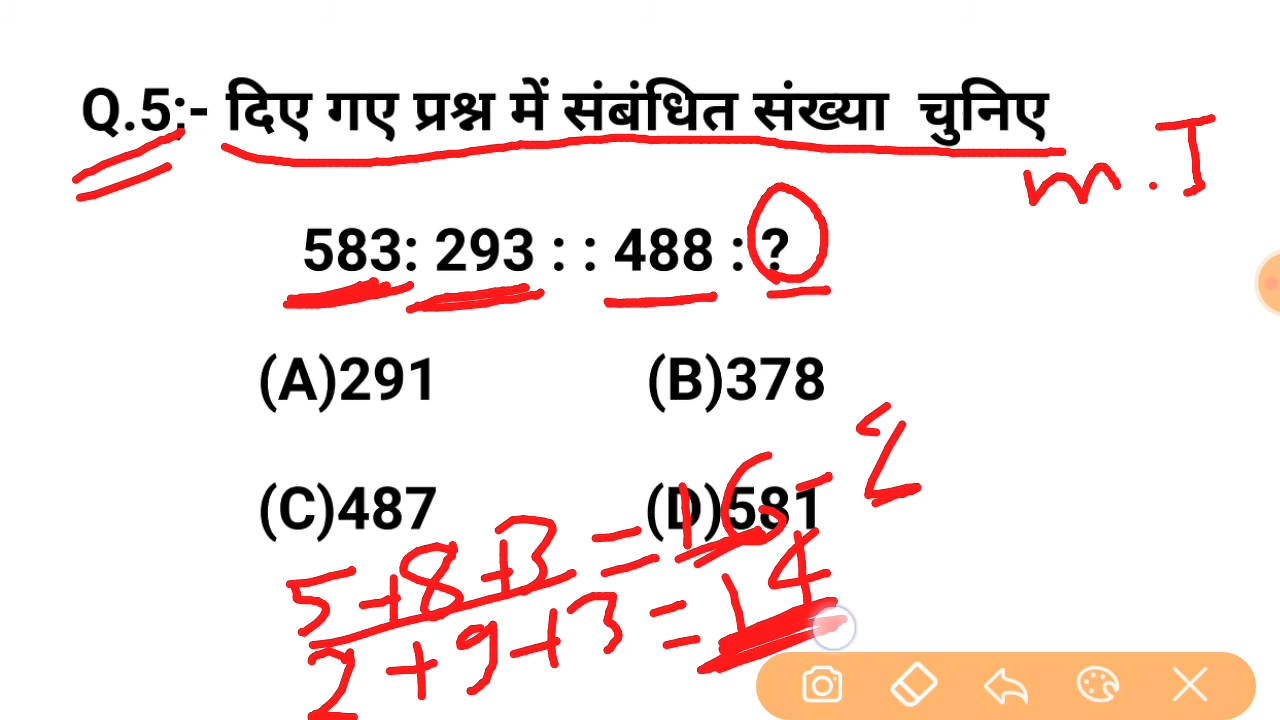 Q.5:- दिए गए प्रश्न में संबंधित संख्या चुनिए
m.I
583: 293 : : 488 : ?
(A)291 (B)378
(C)487 (D)581
5+8+3 = 16 - 2
2+9+3 = 14